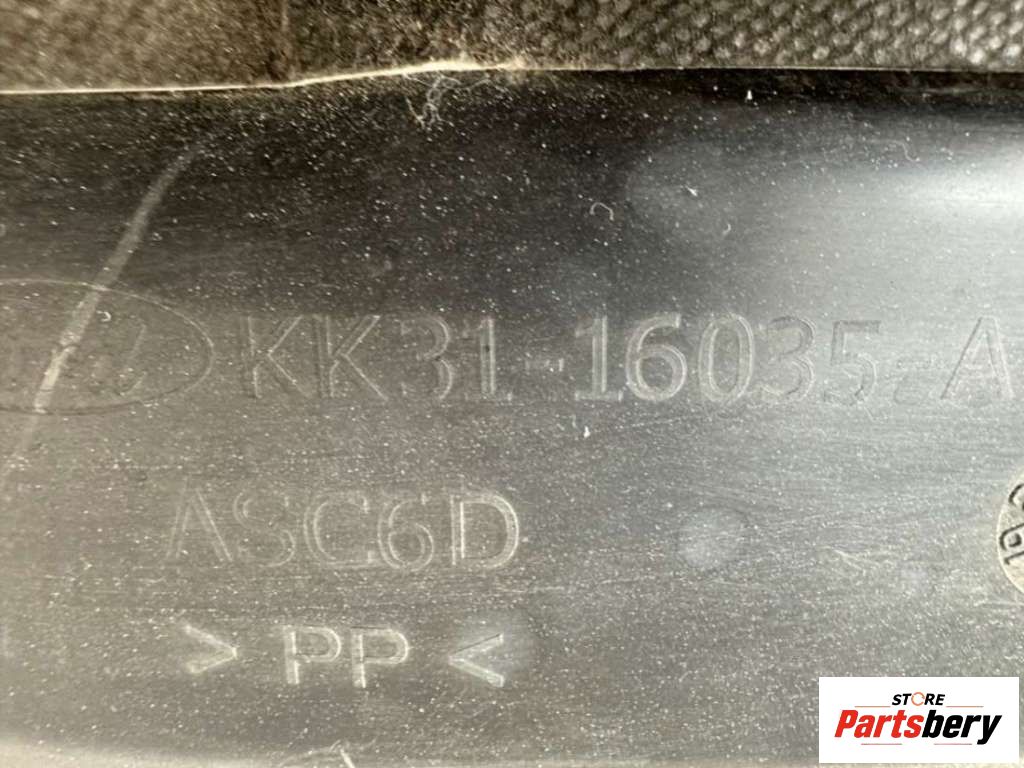 KK31-16035-A
ASC6D
> PP <
STORE
Partsbery